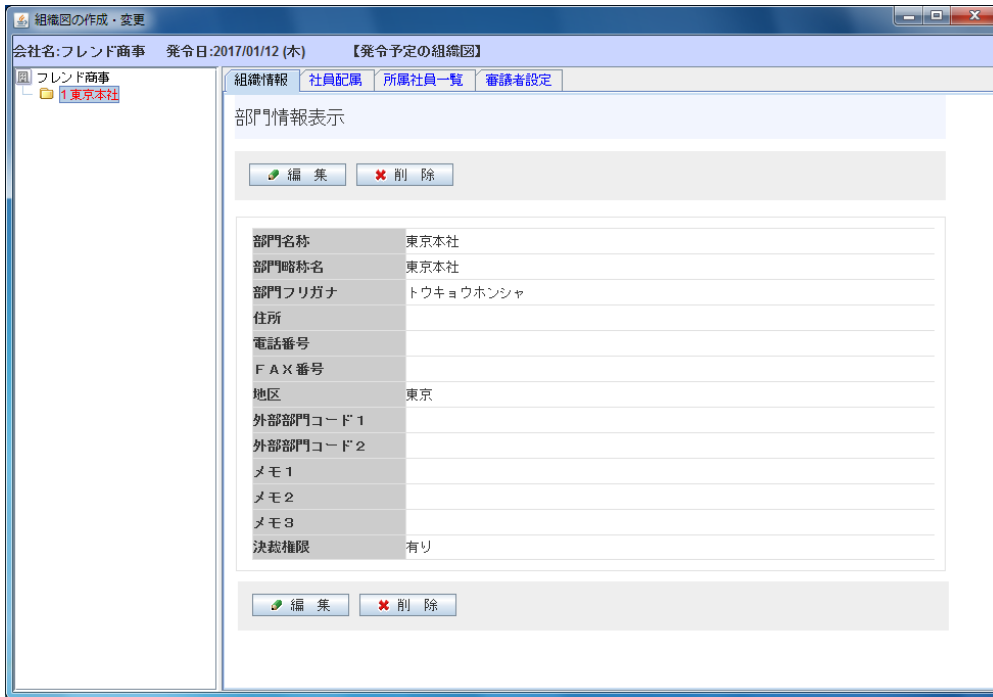 組織図の作成・変更
会社名:フレンド商事 発令日:2017/01/12 (木) 【発令予定の組織図】
フレンド商事
1 東京本社
組織情報 社員配属 所属社員一覧 審議者設定
部門情報表示
編 集 削 除
部門名称 東京本社
部門略称名 東京本社
部門フリガナ トウキョウホンシャ
住所
電話番号
ＦＡＸ番号
地区 東京
外部部門コード１
外部部門コード２
メモ１
メモ２
メモ３
決裁権限 有り
編 集 削 除